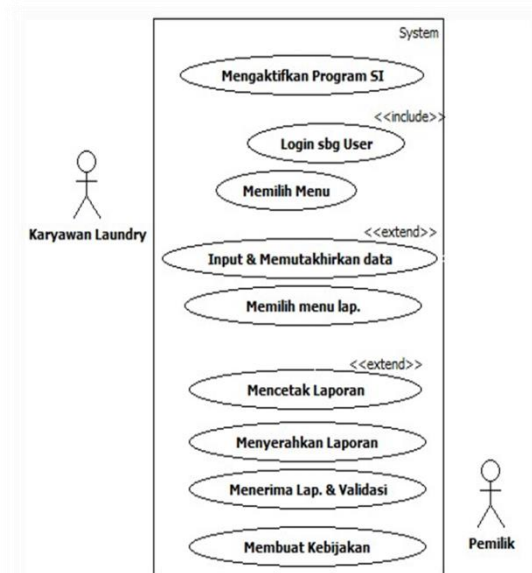 System
Mengaktifkan Program SI
<<include>>
Login sbg User
Memilih Menu
Karyawan Laundry
<<extend>>
Input & Memutakhirkan data
Memilih menu lap.
<<extend>>
Mencetak Laporan
Menyerahkan Laporan
Menerima Lap. & Validasi
Membuat Kebijakan
Pemilik